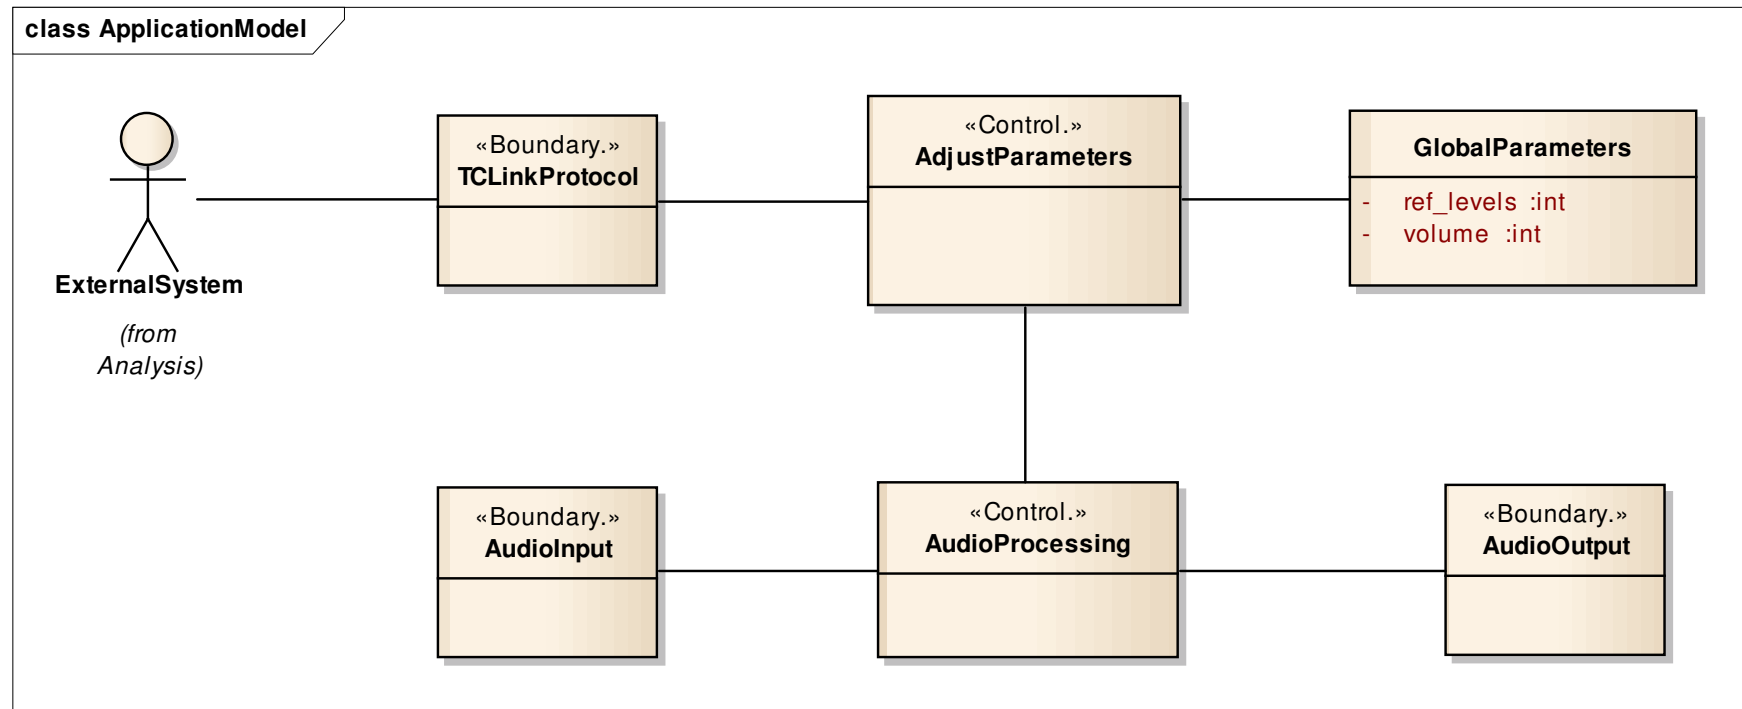 class ApplicationModel
«Boundary.»
TCLinkProtocol
«Control.»
AdjustParameters
GlobalParameters
- ref_levels :int
- volume :int
ExternalSystem
(from
Analysis)
«Boundary.»
AudioInput
«Control.»
AudioProcessing
«Boundary.»
AudioOutput